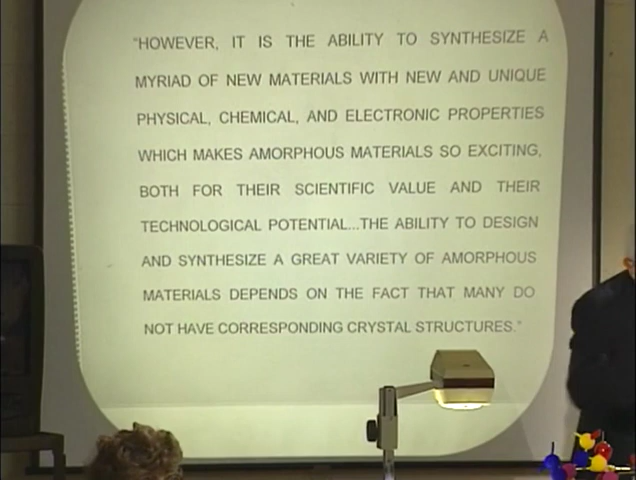 "HOWEVER, IT IS THE ABILITY TO SYNTHESIZE A
MYRIAD OF NEW MATERIALS WITH NEW AND UNIQUE
PHYSICAL, CHEMICAL, AND ELECTRONIC PROPERTIES
WHICH MAKES AMORPHOUS MATERIALS SO EXCITING,
BOTH FOR THEIR SCIENTIFIC VALUE AND THEIR
TECHNOLOGICAL POTENTIAL...THE ABILITY TO DESIGN
AND SYNTHESIZE A GREAT VARIETY OF AMORPHOUS
MATERIALS DEPENDS ON THE FACT THAT MANY DO
NOT HAVE CORRESPONDING CRYSTAL STRUCTURES."